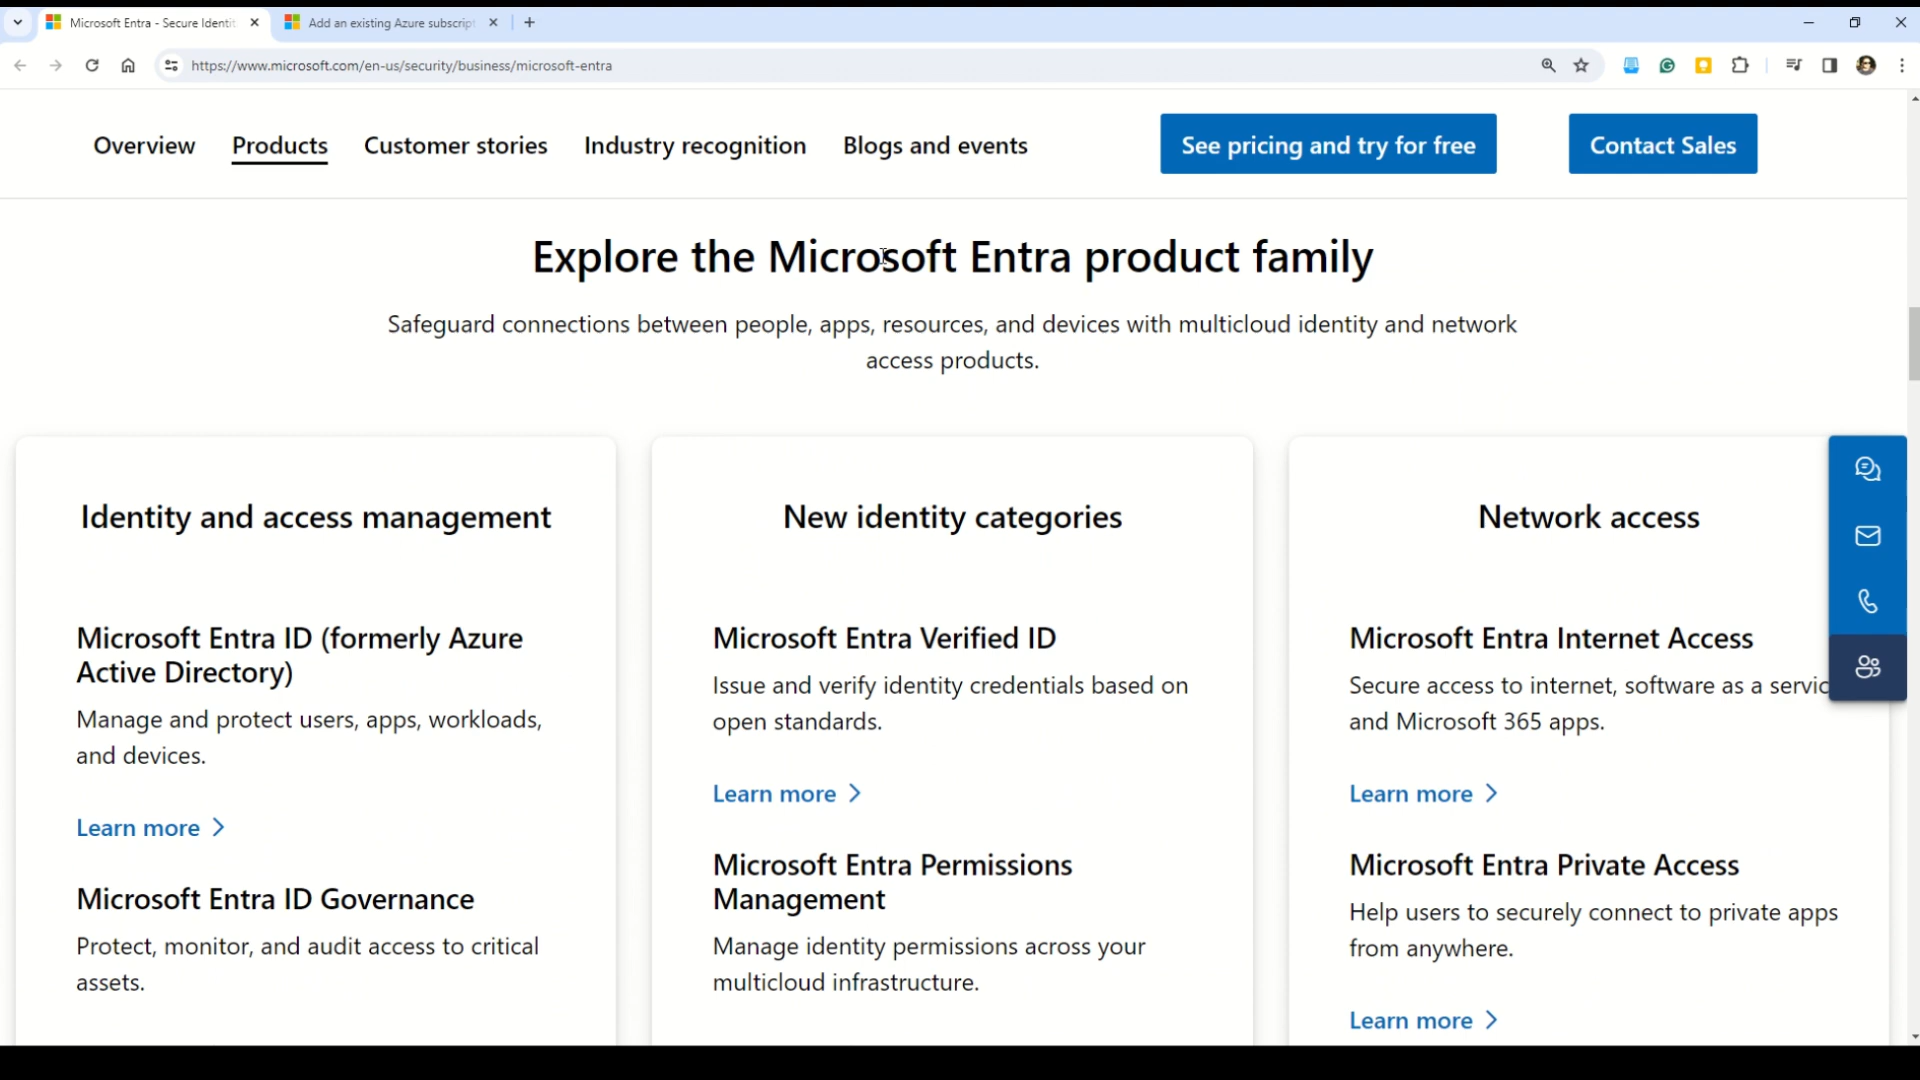 Microsoft Entra - Secure Identit
Add an existing Azure subscript
https://www.microsoft.com/en-us/security/business/microsoft-entra
Overview Products Customer stories Industry recognition Blogs and events See pricing and try for free Contact Sales
Explore the Microsoft Entra product family
Safeguard connections between people, apps, resources, and devices with multicloud identity and network
access products.
Identity and access management
Microsoft Entra ID (formerly Azure
Active Directory)
Manage and protect users, apps, workloads,
and devices.
Learn more
Microsoft Entra ID Governance
Protect, monitor, and audit access to critical
assets.
New identity categories
Microsoft Entra Verified ID
Issue and verify identity credentials based on
open standards.
Learn more
Microsoft Entra Permissions
Management
Manage identity permissions across your
multicloud infrastructure.
Network access
Microsoft Entra Internet Access
Secure access to internet, software as a servic
and Microsoft 365 apps.
Learn more
Microsoft Entra Private Access
Help users to securely connect to private apps
from anywhere.
Learn more